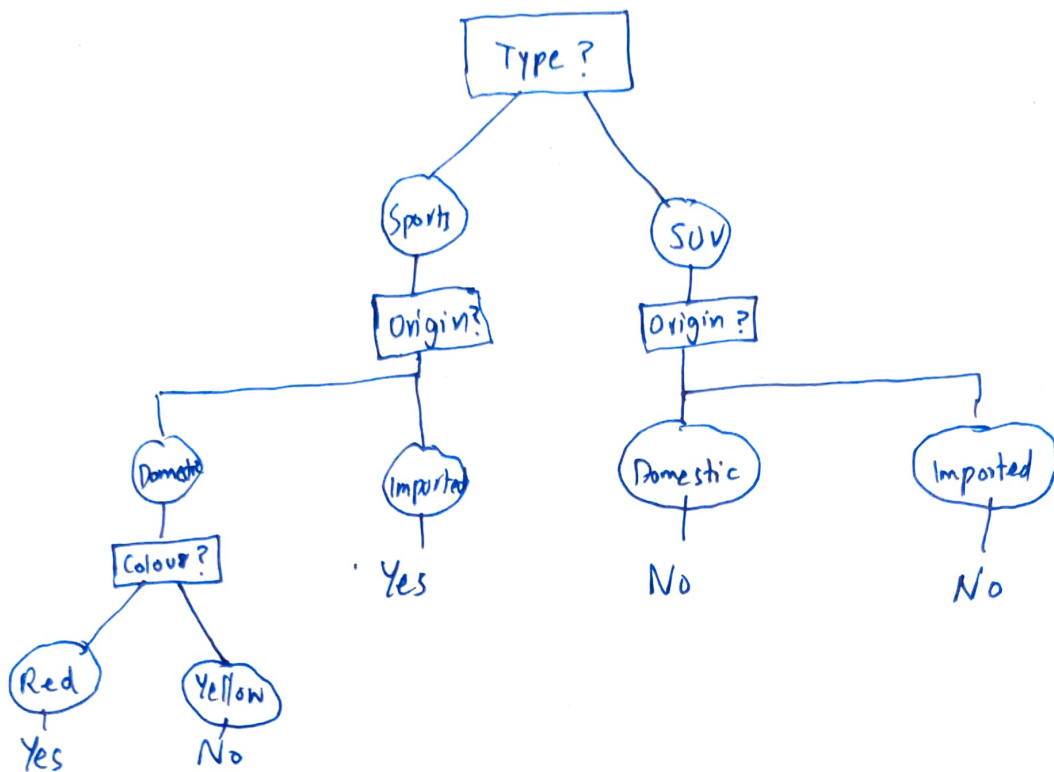 Type ?
Sports
SUV
Origin?
Origin ?
Domestic
Imported
Domestic
Imported
Colour?
Yes
No
No
Red
Yellow
Yes
No